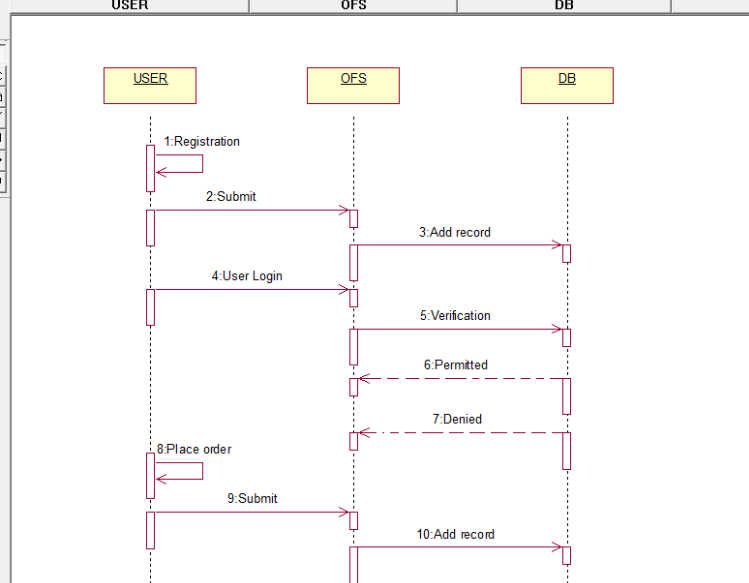 USER OFS DB
USER OFS DB
1:Registration
2:Submit
3:Add record
4:User Login
5:Verification
6:Permitted
7:Denied
8:Place order
9:Submit
10:Add record